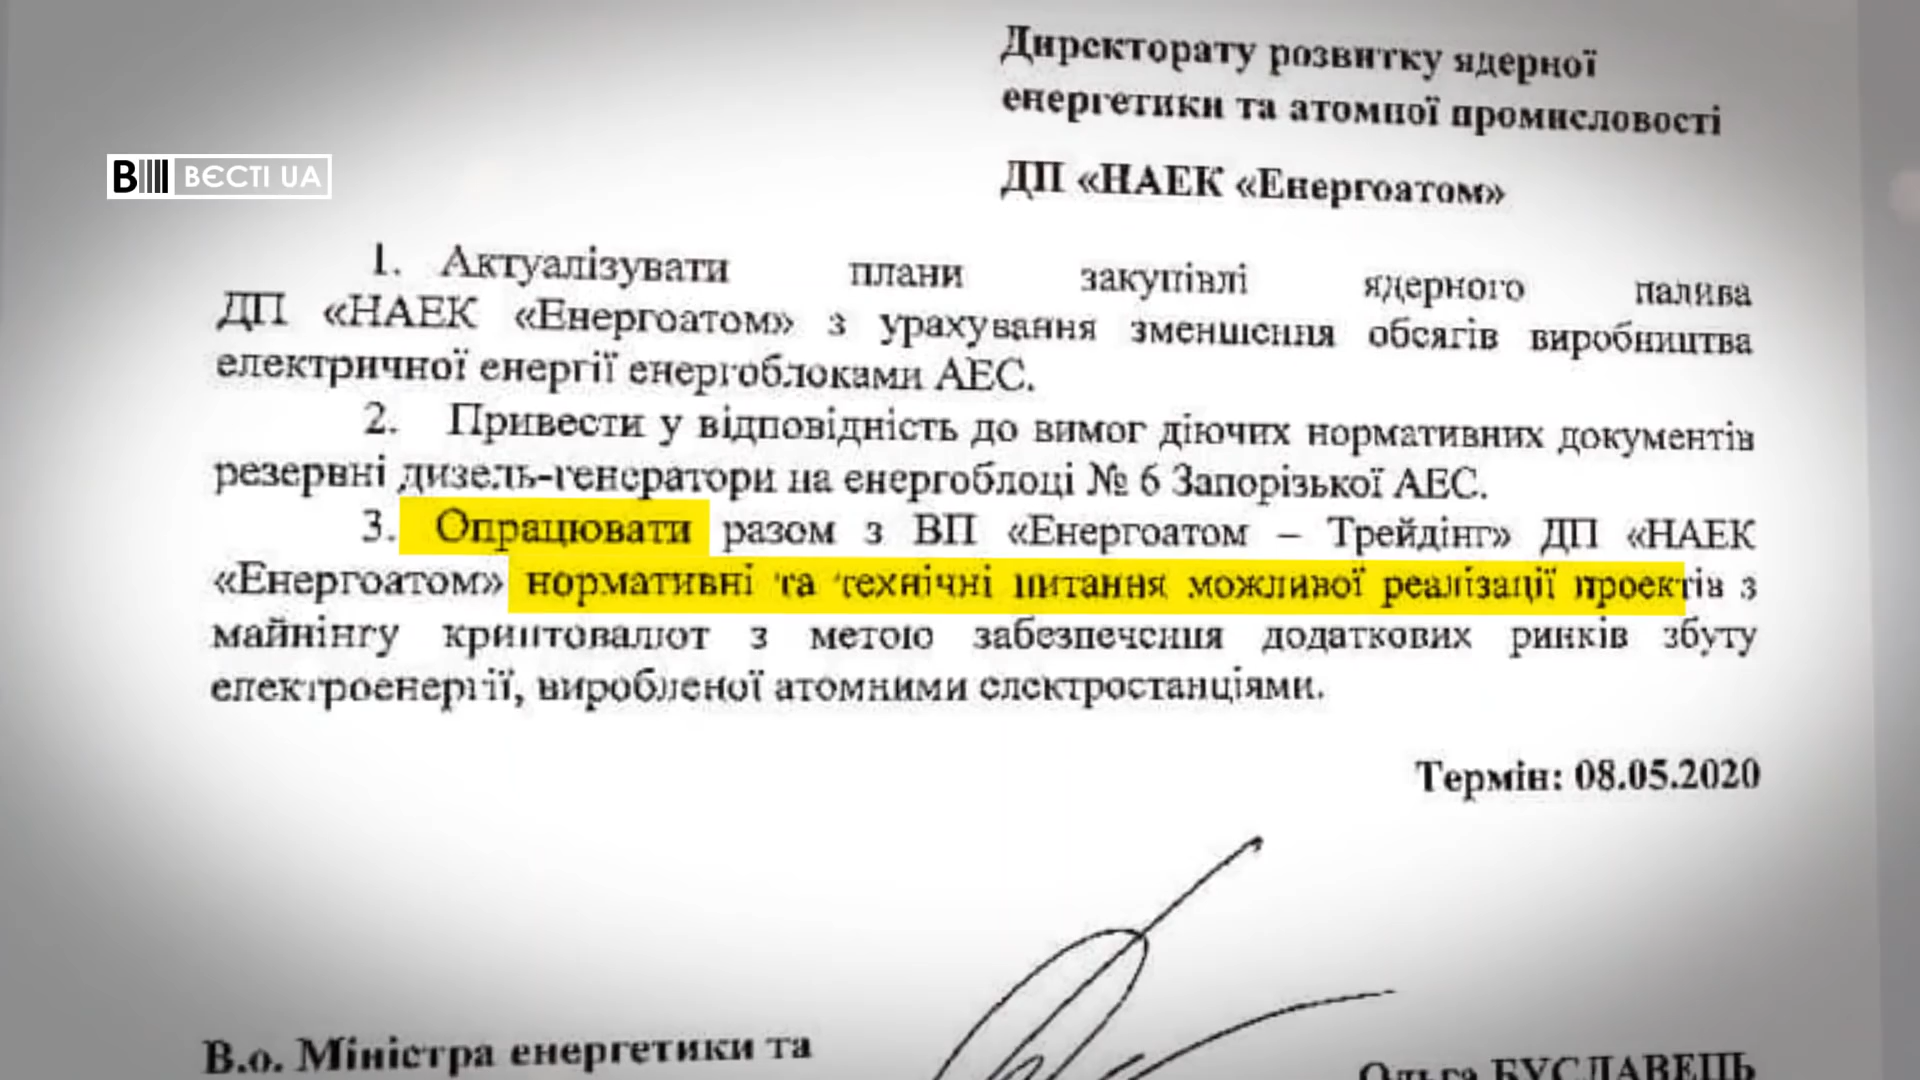 Директорату розвитку ядерної
енергетики та атомної промисловості
В ВЄСТІ UA
ДП «НАЕК «Енергоатом»
1. Актуалізувати плани закупівлі ядерного палива
ДП «НАЕК «Енергоатом» з урахування зменшення обсягів виробництва
електричної енергії енергоблоками АЕС.
2. Привести у відповідність до вимог діючих нормативних документів
резервні дизель-генератори на енергоблоці № 6 Запорізької АЕС.
3. Опрацювати разом з ВП «Енергоатом – Трейдінг» ДП «НАЕК
«Енергоатом» нормативні та технічні питання можливої реалізації проектів з
майнінгу криптовалют з метою забезпечення додаткових ринків збуту
електроенергії, виробленої атомними електростанціями.
Термін: 08.05.2020
В.о. Міністра енергетики та
Ольга БУСЛАВЕЦЬ